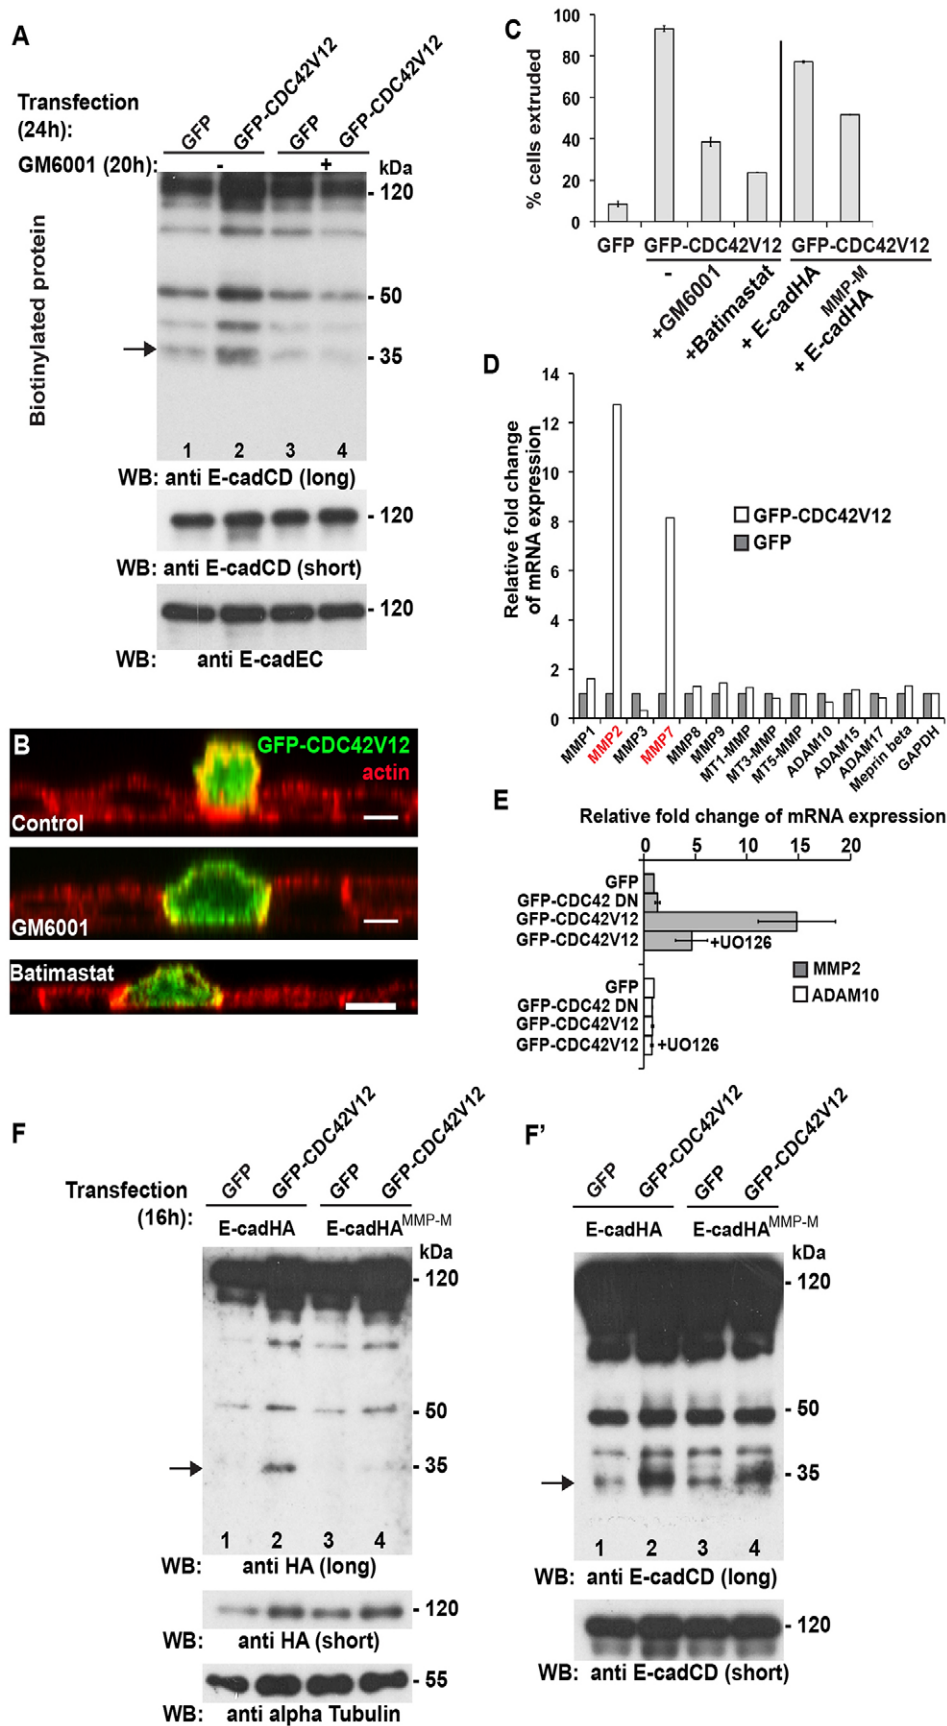 A
Transfection
(24h):
GFP
GFP-CDC42V12
GFP
GFP-CDC42V12
GM6001 (20h): - +
kDa
Biotinylated protein
- 120
- 50
- 35
1 2 3 4
WB: anti E-cadCD (long)
- 120
WB: anti E-cadCD (short)
- 120
WB: anti E-cadEC
B
GFP-CDC42V12
actin
Control
GM6001
Batimastat
C
% cells extruded
100
80
60
40
20
0
GFP GFP-CDC42V12 GFP-CDC42V12
-
+GM6001
+Batimastat
+ E-cadHA
MMP-M
+ E-cadHA
D
Relative fold change
of mRNA expression
14
12
10
8
6
4
2
0
GFP-CDC42V12
GFP
MMP1
MMP2
MMP3
MMP7
MMP8
MMP9
MT1-MMP
MT3-MMP
MT5-MMP
ADAM10
ADAM15
ADAM17
Meprin beta
GAPDH
E
Relative fold change of mRNA expression
0 5 10 15 20
GFP
GFP-CDC42 DN
GFP-CDC42V12
GFP-CDC42V12 +UO126
MMP2
ADAM10
GFP
GFP-CDC42 DN
GFP-CDC42V12
GFP-CDC42V12 +UO126
F
Transfection
(16h):
GFP
GFP-CDC42V12
GFP
GFP-CDC42V12
E-cadHA E-cadHAMMP-M
kDa
- 120
- 50
- 35
1 2 3 4
WB: anti HA (long)
- 120
WB: anti HA (short)
- 55
WB: anti alpha Tubulin
F'
GFP
GFP-CDC42V12
GFP
GFP-CDC42V12
E-cadHA E-cadHAMMP-M
kDa
- 120
- 50
- 35
1 2 3 4
WB: anti E-cadCD (long)
- 120
WB: anti E-cadCD (short)